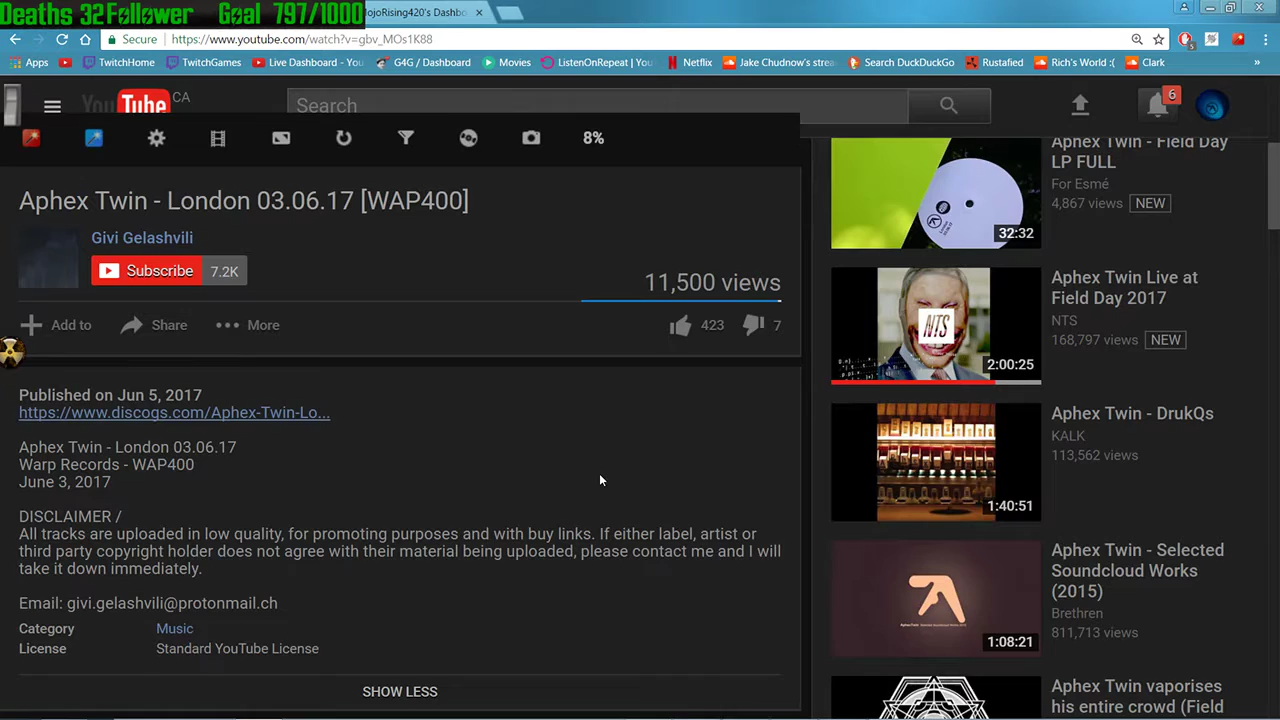 Deaths 32 Follower Goal 797/1000
JojoRising420's Dashbo
Secure https://www.youtube.com/watch?v=gbv_MOs1K88
Apps TwitchHome TwitchGames Live Dashboard - You G4G / Dashboard Movies ListenOnRepeat | You Netflix Jake Chudnow's stream Search DuckDuckGo Rustafied Rich's World :( Clark »
YouTube CA
Search
6
8%
Aphex Twin - London 03.06.17 [WAP400]
Givi Gelashvili
Subscribe 7.2K
11,500 views
Add to Share More
423 7
Published on Jun 5, 2017
https://www.discogs.com/Aphex-Twin-Lo...
Aphex Twin - London 03.06.17
Warp Records - WAP400
June 3, 2017
DISCLAIMER /
All tracks are uploaded in low quality, for promoting purposes and with buy links. If either label, artist or
third party copyright holder does not agree with their material being uploaded, please contact me and I will
take it down immediately.
Email: givi.gelashvili@protonmail.ch
Category Music
License Standard YouTube License
SHOW LESS
Aphex Twin - Field Day
LP FULL
For Esmé
4,867 views NEW
32:32
Aphex Twin Live at
Field Day 2017
NTS
168,797 views NEW
NTS
2:00:25
Aphex Twin - DrukQs
KALK
113,562 views
1:40:51
Aphex Twin - Selected
Soundcloud Works
(2015)
Brethren
811,713 views
1:08:21
Aphex Twin vaporises
his entire crowd (Field